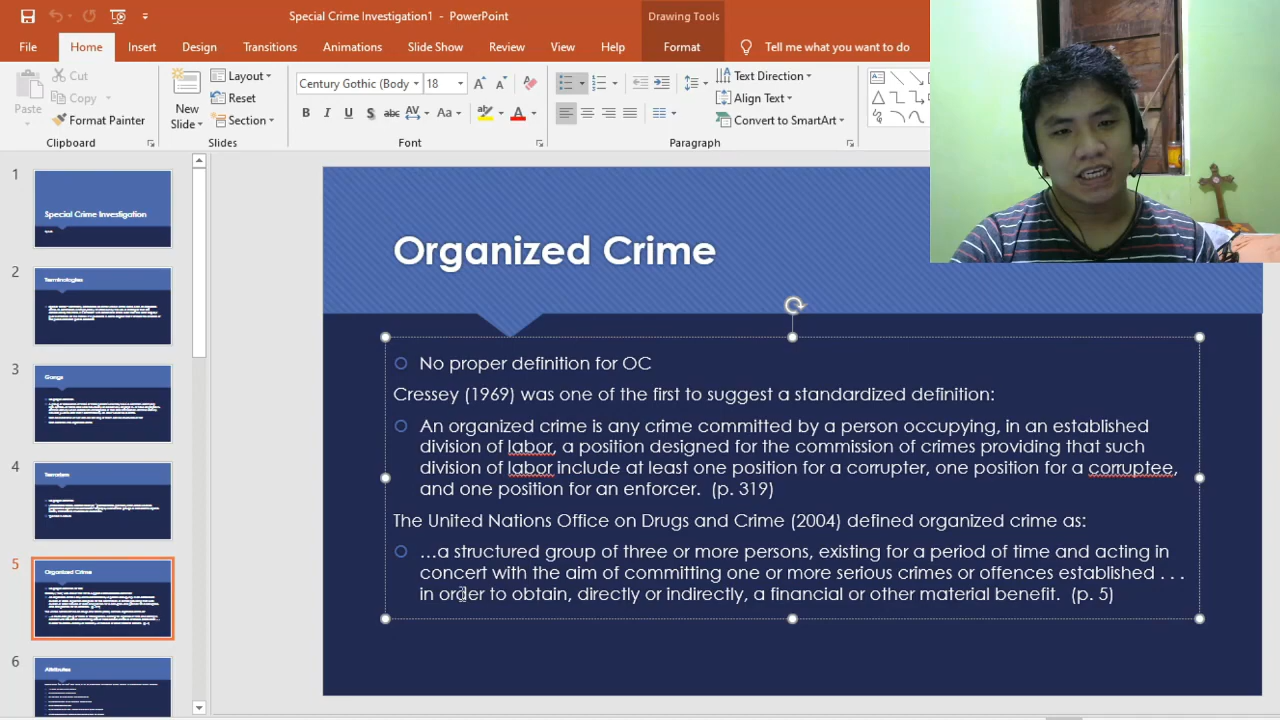 Special Crime Investigation1 - PowerPoint
Drawing Tools
File Home Insert Design Transitions Animations Slide Show Review View Help Format Tell me what you want to do
Paste
Cut
Copy
Format Painter
Clipboard
New Slide
Layout
Reset
Section
Slides
Century Gothic (Body 18
B I U S abc AV Aa A
Font
Text Direction
Align Text
Convert to SmartArt
Paragraph
1
Special Crime Investigation
2
Terminologies
3
Gangs
4
Terrorism
5
Organized Crime
6
Attributes
Organized Crime
No proper definition for OC
Cressey (1969) was one of the first to suggest a standardized definition:
An organized crime is any crime committed by a person occupying, in an established
division of labor, a position designed for the commission of crimes providing that such
division of labor include at least one position for a corrupter, one position for a corruptee,
and one position for an enforcer. (p. 319)
The United Nations Office on Drugs and Crime (2004) defined organized crime as:
…a structured group of three or more persons, existing for a period of time and acting in
concert with the aim of committing one or more serious crimes or offences established . . .
in order to obtain, directly or indirectly, a financial or other material benefit. (p. 5)